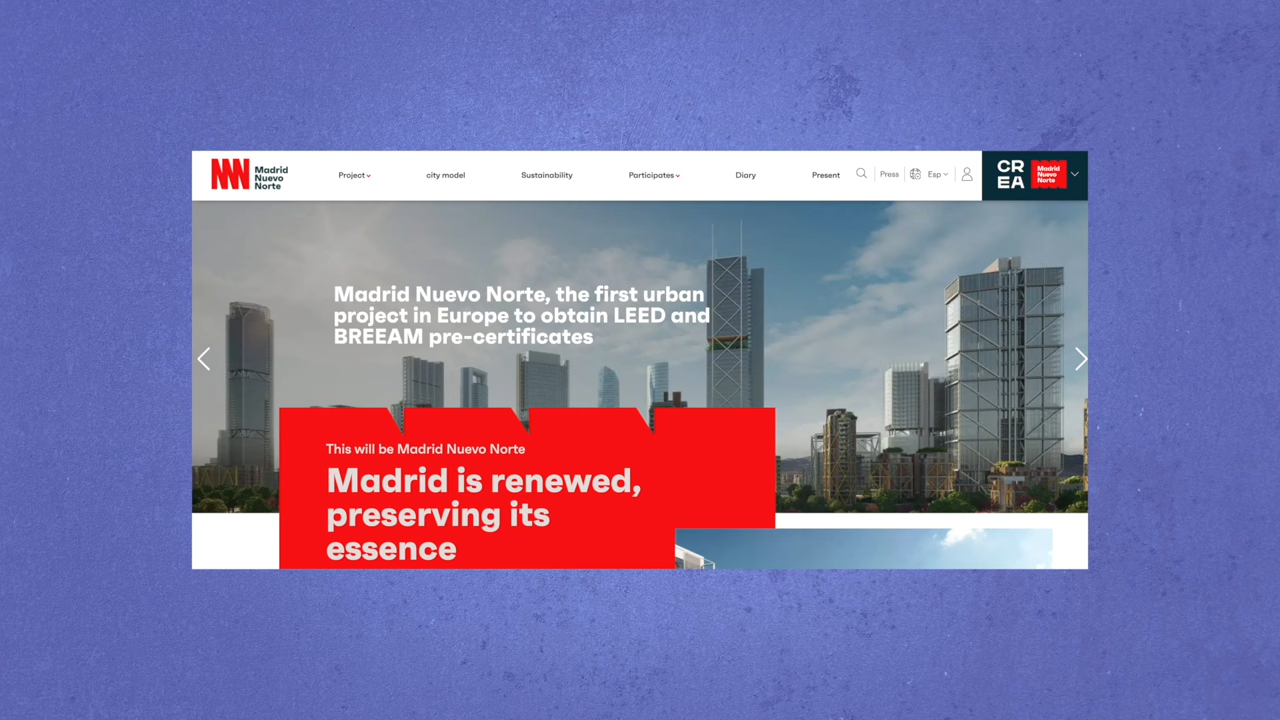 Madrid
Nuevo
Norte
Project
city model
Sustainability
Participates
Diary
Present
Press
Esp
CR
EA
Madrid
Nuevo
Norte
Madrid Nuevo Norte, the first urban
project in Europe to obtain LEED and
BREEAM pre-certificates
This will be Madrid Nuevo Norte
Madrid is renewed,
preserving its
essence